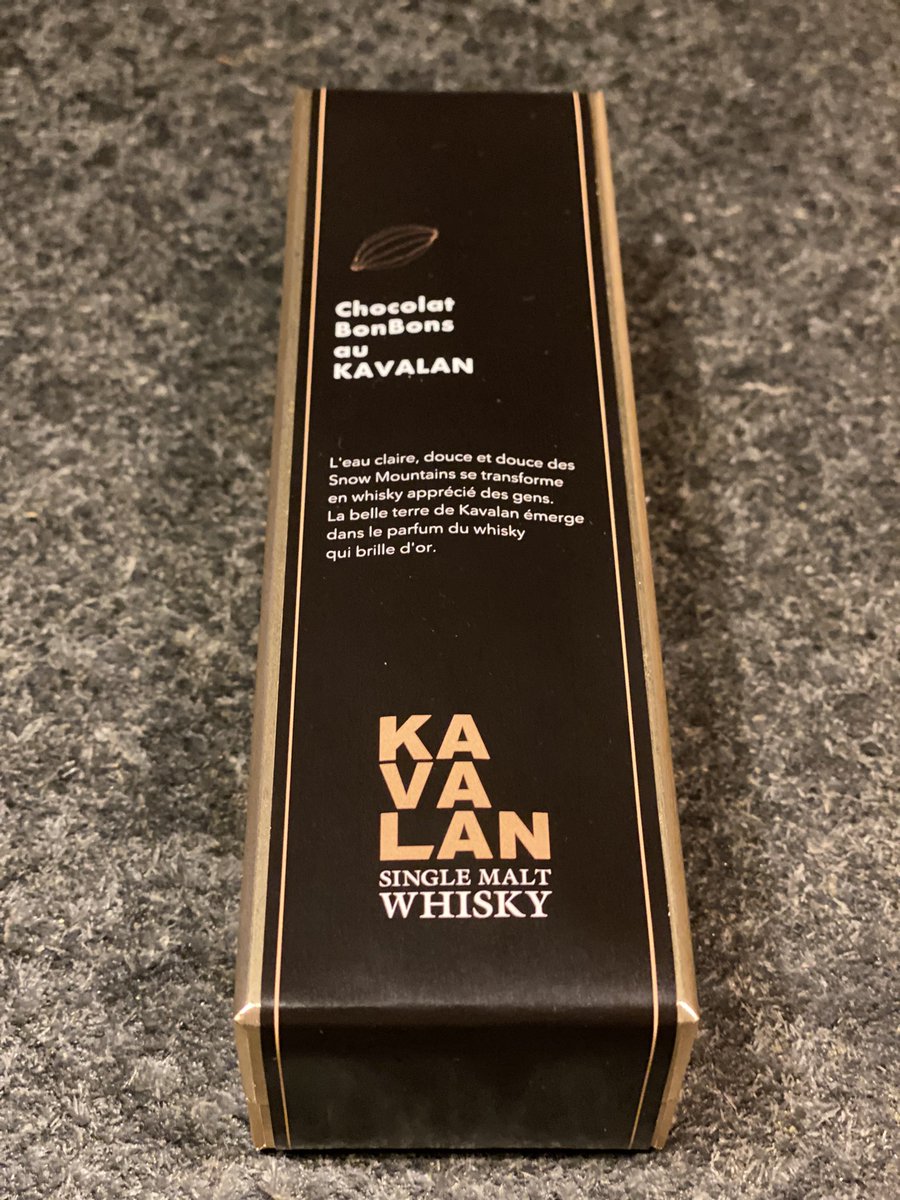 Chocolat
BonBons
au
KAVALAN
L'eau claire, douce et douce des
Snow Mountains se transforme
en whisky apprécié des gens.
La belle terre de Kavalan émerge
dans le parfum du whisky
qui brille d'or.
KA
VA
LAN
SINGLE MALT
WHISKY